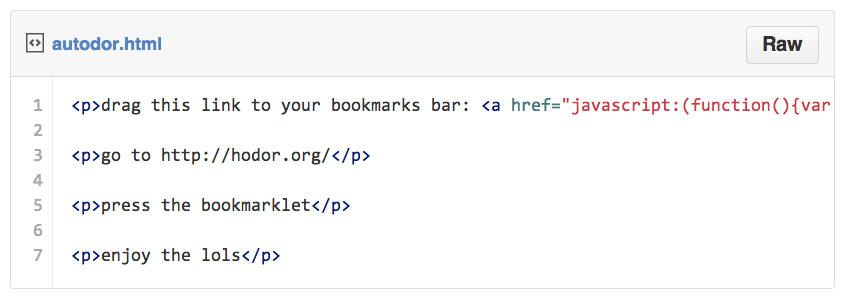 autodor.html
Raw
1 <p>drag this link to your bookmarks bar: <a href="javascript:(function(){var
2
3 <p>go to http://hodor.org/</p>
4
5 <p>press the bookmarklet</p>
6
7 <p>enjoy the lols</p>